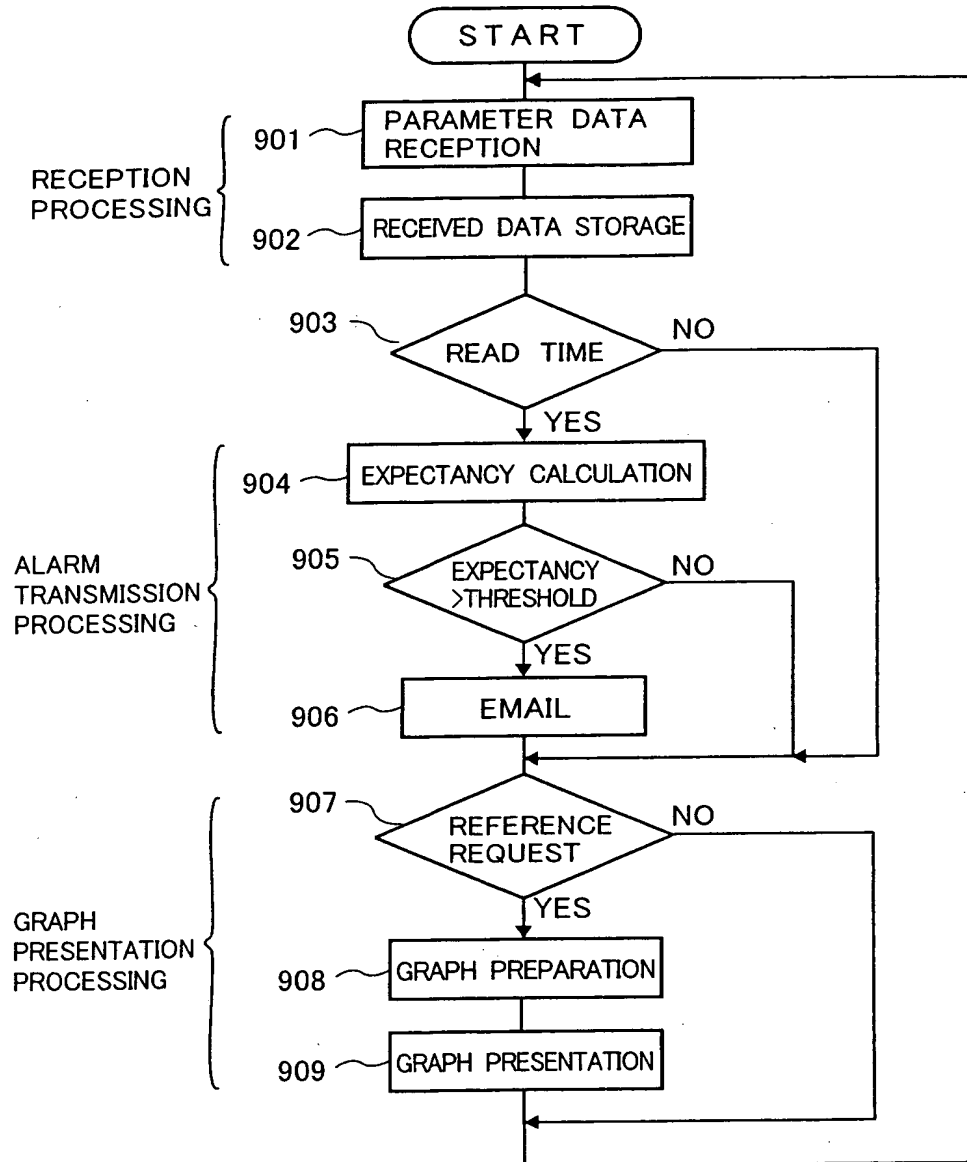 START
901
PARAMETER DATA
RECEPTION
RECEPTION
PROCESSING
902
RECEIVED DATA STORAGE
903
READ TIME
NO
YES
904
EXPECTANCY CALCULATION
905
EXPECTANCY
>THRESHOLD
NO
ALARM
TRANSMISSION
PROCESSING
YES
906
EMAIL
907
REFERENCE
REQUEST
NO
YES
GRAPH
PRESENTATION
PROCESSING
908
GRAPH PREPARATION
909
GRAPH PRESENTATION